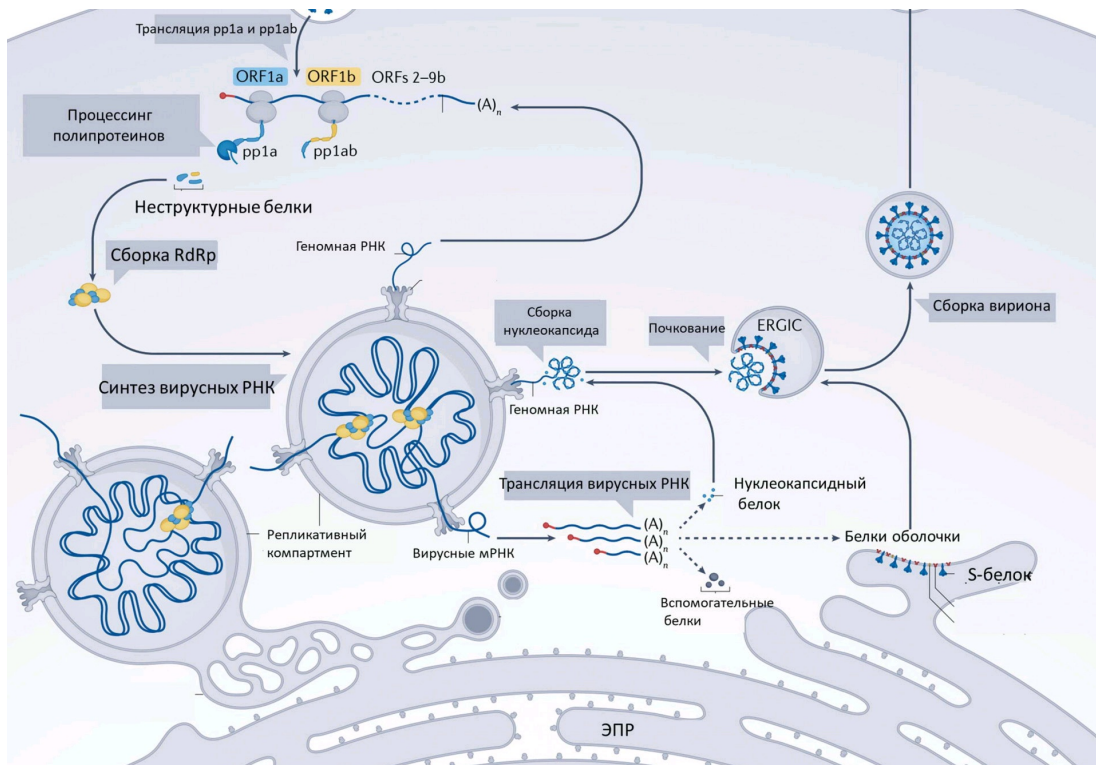 Трансляция pp1a и pp1ab
ORF1a
ORF1b
ORFs 2–9b
(A)n
Процессинг
полипротеинов
pp1a
pp1ab
Неструктурные белки
Сборка RdRp
Геномная РНК
Синтез вирусных РНК
Сборка
нуклеокапсида
Почкование
ERGIC
Сборка вириона
Геномная РНК
Трансляция вирусных РНК
Нуклеокапсидный
белок
(A)n
(A)n
(A)n
Репликативный
компартмент
Вирусные мРНК
Белки оболочки
S-белок
Вспомогательные
белки
ЭПР